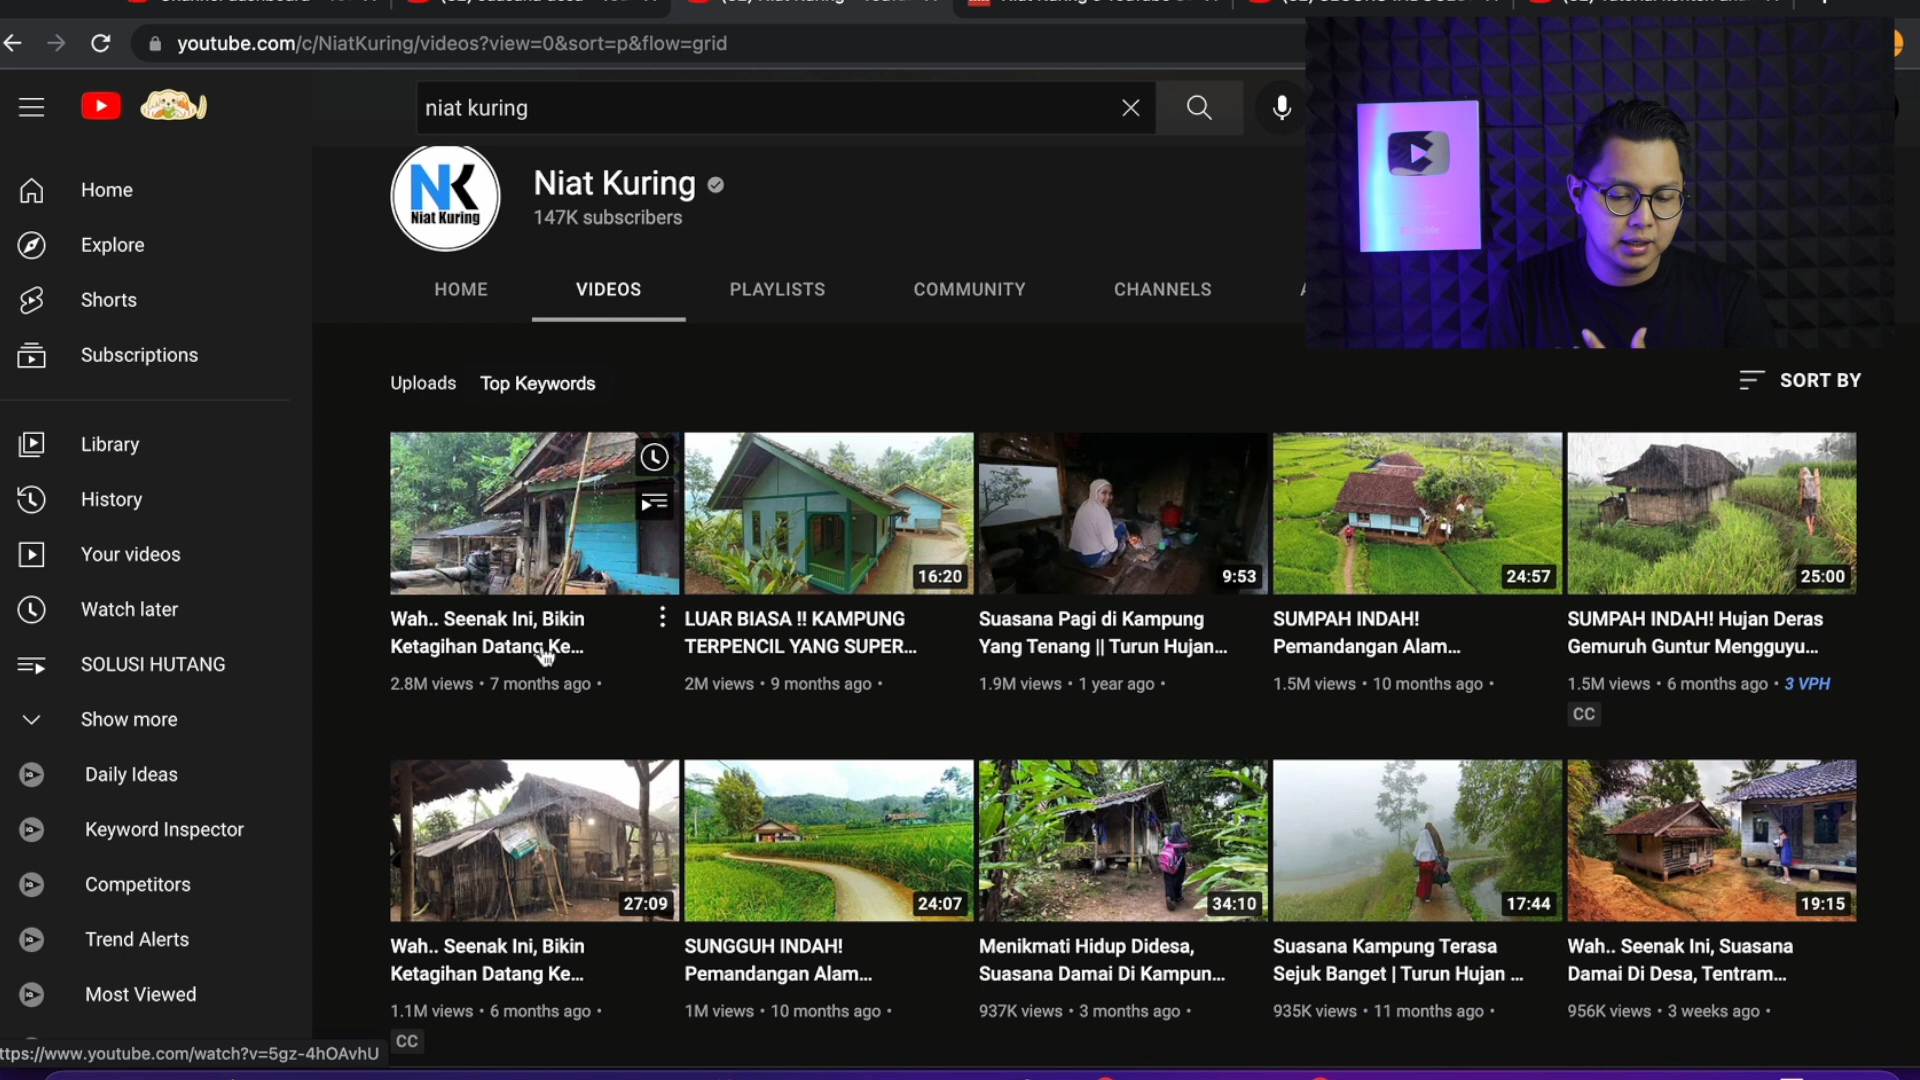 youtube.com/c/NiatKuring/videos?view=0&sort=p&flow=grid
niat kuring
Home
Explore
Shorts
Subscriptions
Library
History
Your videos
Watch later
SOLUSI HUTANG
Show more
Daily Ideas
Keyword Inspector
Competitors
Trend Alerts
Most Viewed
NK
Niat Kuring
Niat Kuring
147K subscribers
HOME VIDEOS PLAYLISTS COMMUNITY CHANNELS
Uploads Top Keywords
SORT BY
16:20 9:53 24:57 25:00
Wah.. Seenak Ini, Bikin
Ketagihan Datang Ke...
2.8M views • 7 months ago •
LUAR BIASA !! KAMPUNG
TERPENCIL YANG SUPER...
2M views • 9 months ago •
Suasana Pagi di Kampung
Yang Tenang || Turun Hujan...
1.9M views • 1 year ago •
SUMPAH INDAH!
Pemandangan Alam...
1.5M views • 10 months ago •
SUMPAH INDAH! Hujan Deras
Gemuruh Guntur Mengguyu...
1.5M views • 6 months ago • 3 VPH
CC
27:09 24:07 34:10 17:44 19:15
Wah.. Seenak Ini, Bikin
Ketagihan Datang Ke...
1.1M views • 6 months ago •
CC
SUNGGUH INDAH!
Pemandangan Alam...
1M views • 10 months ago •
Menikmati Hidup Didesa,
Suasana Damai Di Kampun...
937K views • 3 months ago •
Suasana Kampung Terasa
Sejuk Banget | Turun Hujan ...
935K views • 11 months ago •
Wah.. Seenak Ini, Suasana
Damai Di Desa, Tentram...
956K views • 3 weeks ago •
ttps://www.youtube.com/watch?v=5gz-4hOAvhU